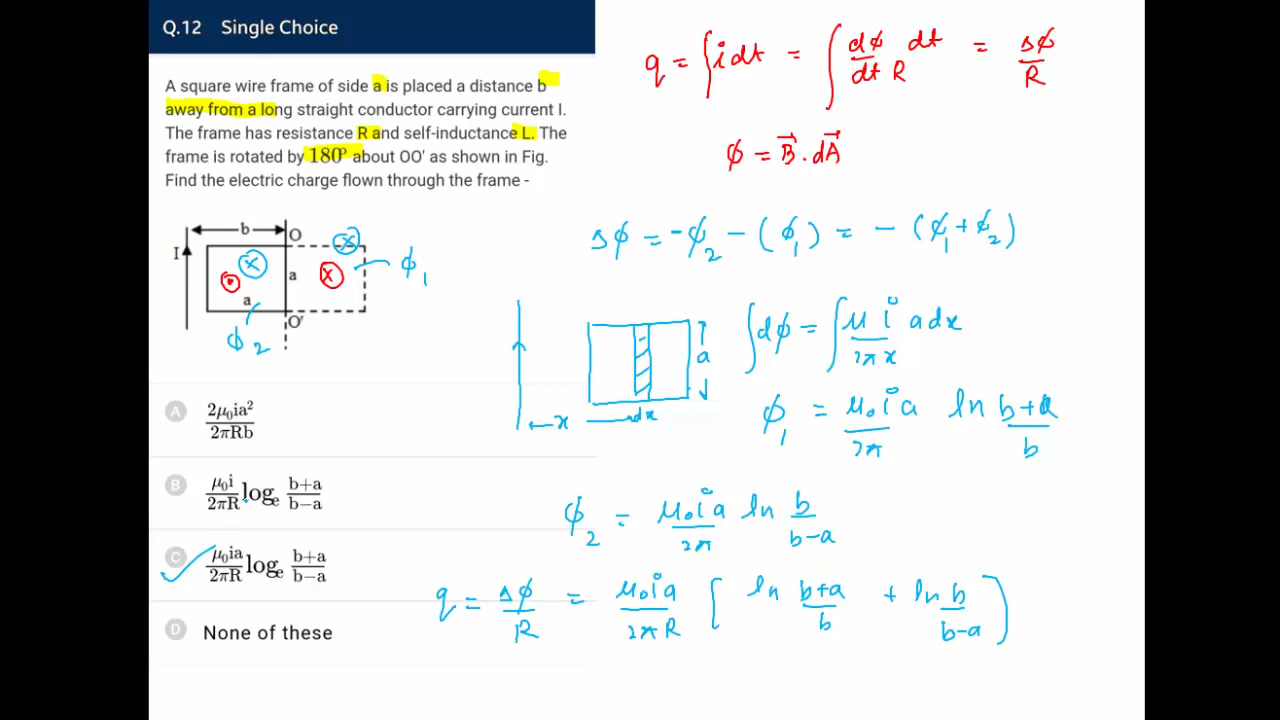 Q.12 Single Choice
A square wire frame of side a is placed a distance b
away from a long straight conductor carrying current I.
The frame has resistance R and self-inductance L. The
frame is rotated by 180° about OO' as shown in Fig.
Find the electric charge flown through the frame -
b O
I
a
a
O'
ϕ₁
ϕ₂
A 2μ₀ia²/2πRb
B μ₀i/2πR logₑ b+a/b−a
C μ₀ia/2πR logₑ b+a/b−a
D None of these
q = ∫i dt = ∫ dϕ/dt R dt = Δϕ/R
ϕ = B⃗ . dA⃗
Δϕ = -ϕ₂ - (ϕ₁) = - (ϕ₁ + ϕ₂)
a
x dx
∫dϕ = ∫ μ i/2πx a dx
ϕ₁ = μ₀ i a/2π ln b+a/b
ϕ₂ = μ₀ i a/2π ln b/b-a
q = Δϕ/R = μ₀ i a/2πR [ ln b+a/b + ln b/b-a )